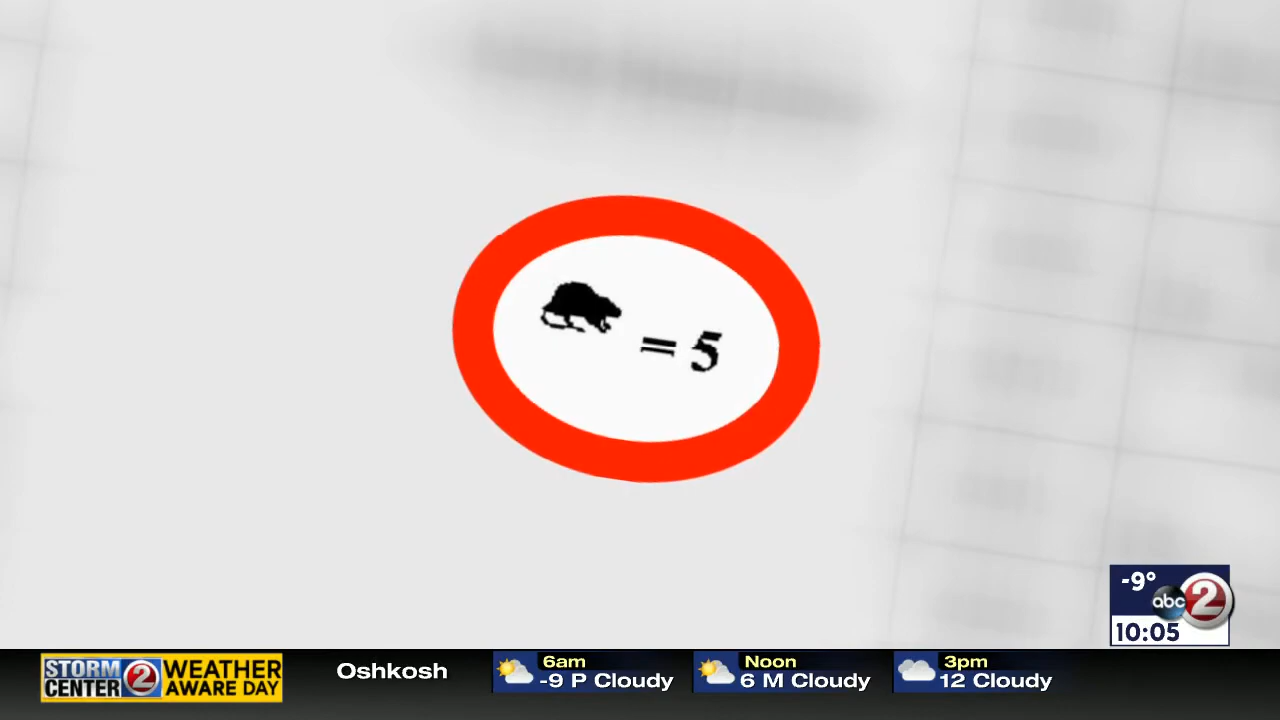 = 5
-9°
abc 2
10:05
STORM CENTER 2 WEATHER AWARE DAY
Oshkosh
6am
-9 P Cloudy
Noon
6 M Cloudy
3pm
12 Cloudy